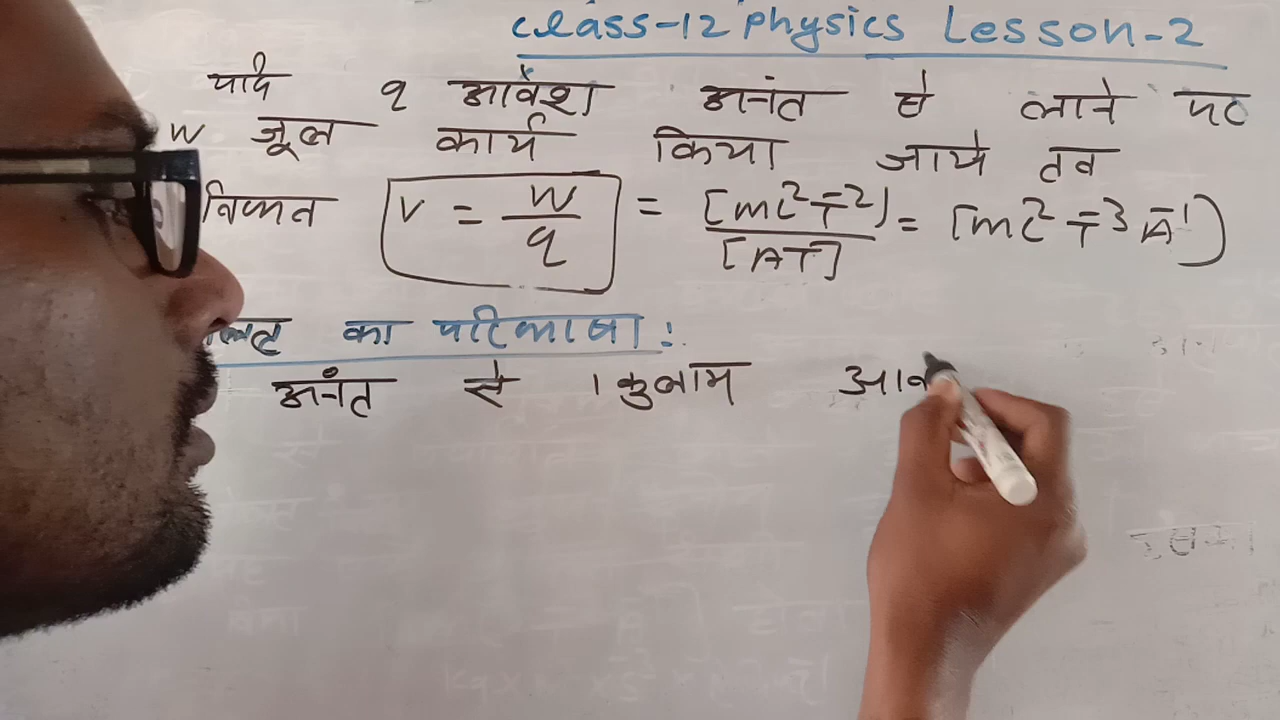 Class-12 Physics Lesson-2
यदि q आवेश अनंत से लाने पर
W जूल कार्य किया जाये तब
विभव V = W/q = [ML²T⁻²]/[AT] = [ML²T⁻³A⁻¹]
का परिभाषा :
अनंत से 1 कुलाम आव